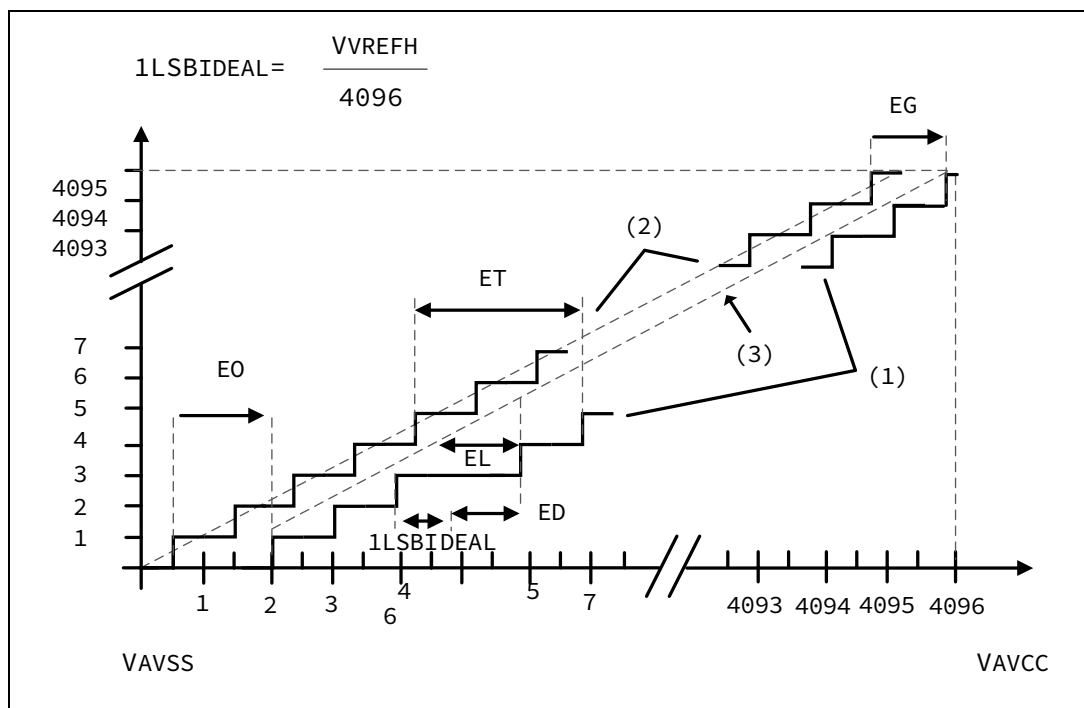 VVREFH
1LSBIDEAL=
4096
EG
4095
4094
4093
(2)
ET
7
6
5
4
3
2
1
EO
(3)
(1)
EL
ED
1LSBIDEAL
1 2 3 4 5 7 4093 4094 4095 4096
6
VAVSS VAVCC